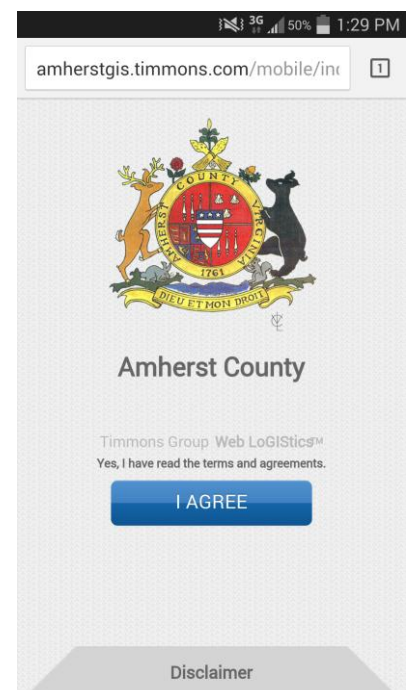 3G 50% 1:29 PM
amherstgis.timmons.com/mobile/in
1
AMHERST COUNTY VIRGINIA
1761
DIEU ET MON DROIT
Amherst County
Timmons Group Web LoGIStics™
Yes, I have read the terms and agreements.
I AGREE
Disclaimer